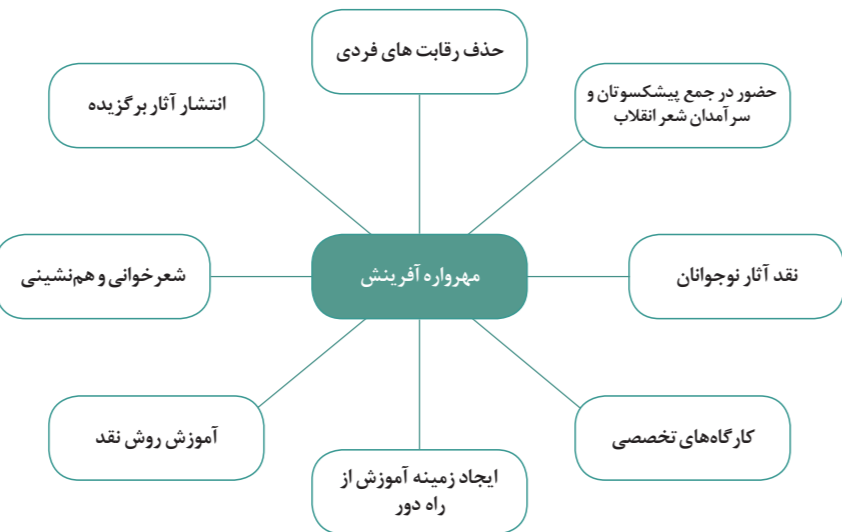 حذف رقابت های فردی
حضور در جمع پیشکسوتان و
سرآمدان شعر انقلاب
انتشار آثار برگزیده
مهرواره آفرینش
نقد آثار نوجوانان
شعرخوانی و هم‌نشینی
کارگاه‌های تخصصی
آموزش روش نقد
ایجاد زمینه آموزش از
راه دور